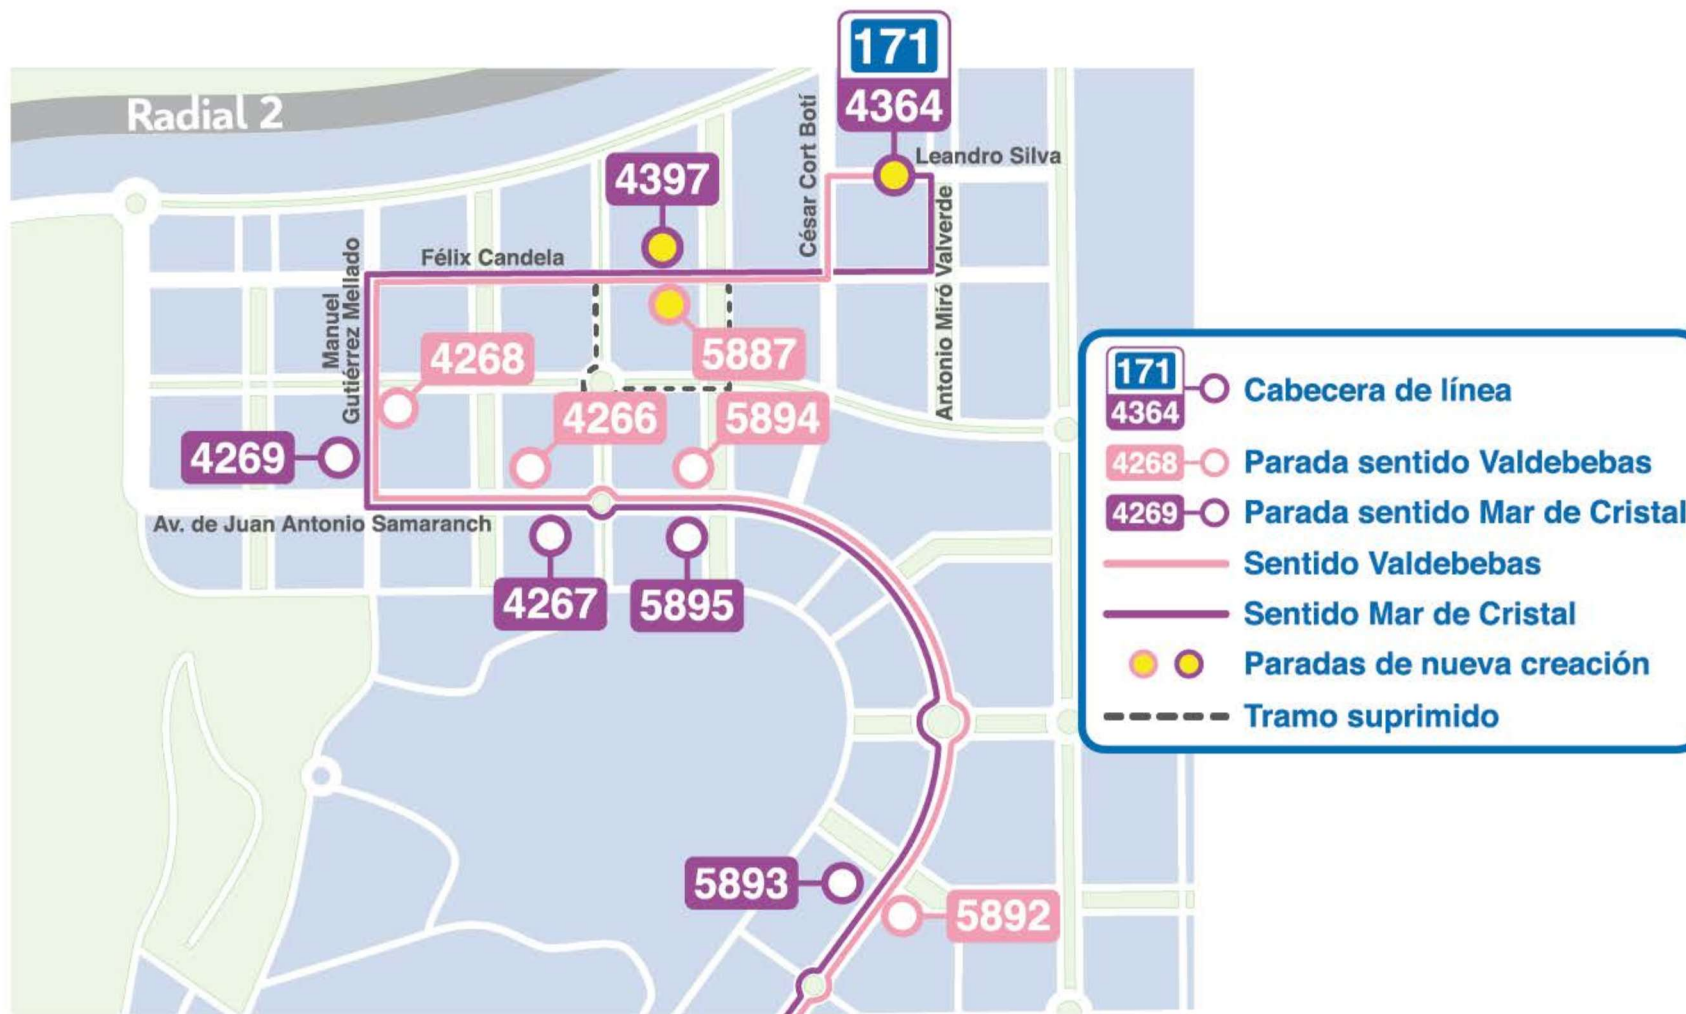 171
4364
Radial 2
4397
César Cort Botí
Leandro Silva
Félix Candela
Manuel
Gutiérrez Mellado
Antonio Miró Valverde
4268
5887
4266
5894
4269
Av. de Juan Antonio Samaranch
4267
5895
5893
5892
171
4364
Cabecera de línea
4268
Parada sentido Valdebebas
4269
Parada sentido Mar de Cristal
Sentido Valdebebas
Sentido Mar de Cristal
Paradas de nueva creación
Tramo suprimido